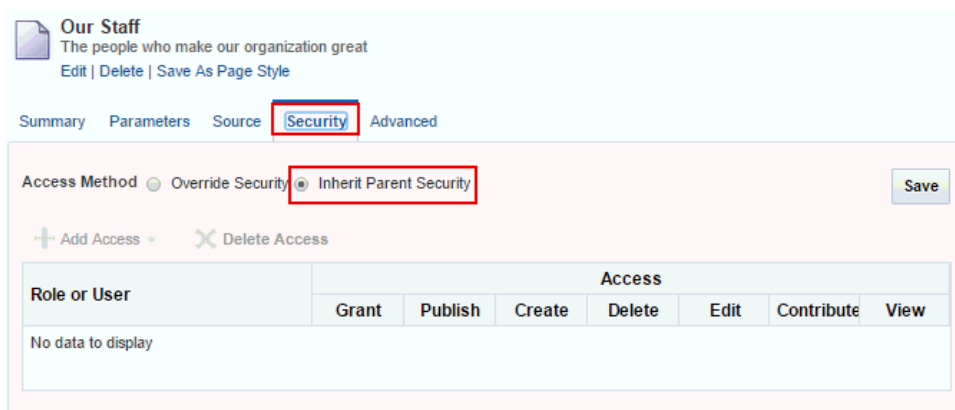 Our Staff
The people who make our organization great
Edit | Delete | Save As Page Style
Summary Parameters Source Security Advanced
Access Method Override Security Inherit Parent Security Save
Add Access Delete Access
Role or User Access
Grant Publish Create Delete Edit Contribute View
No data to display